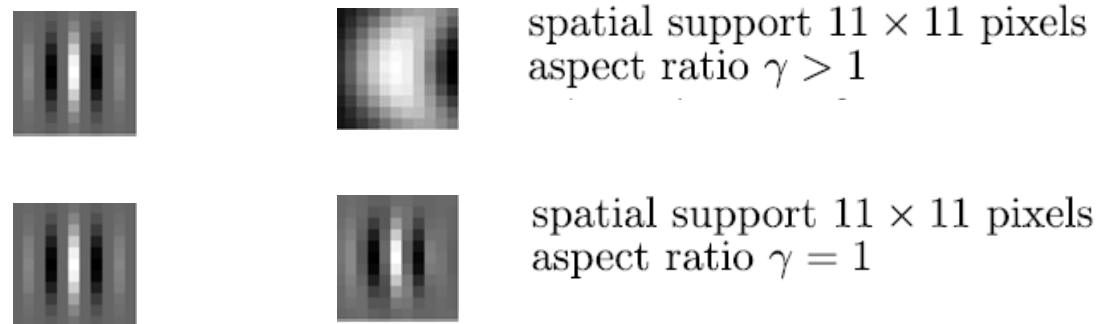 spatial support 11 × 11 pixels
aspect ratio γ > 1
spatial support 11 × 11 pixels
aspect ratio γ = 1